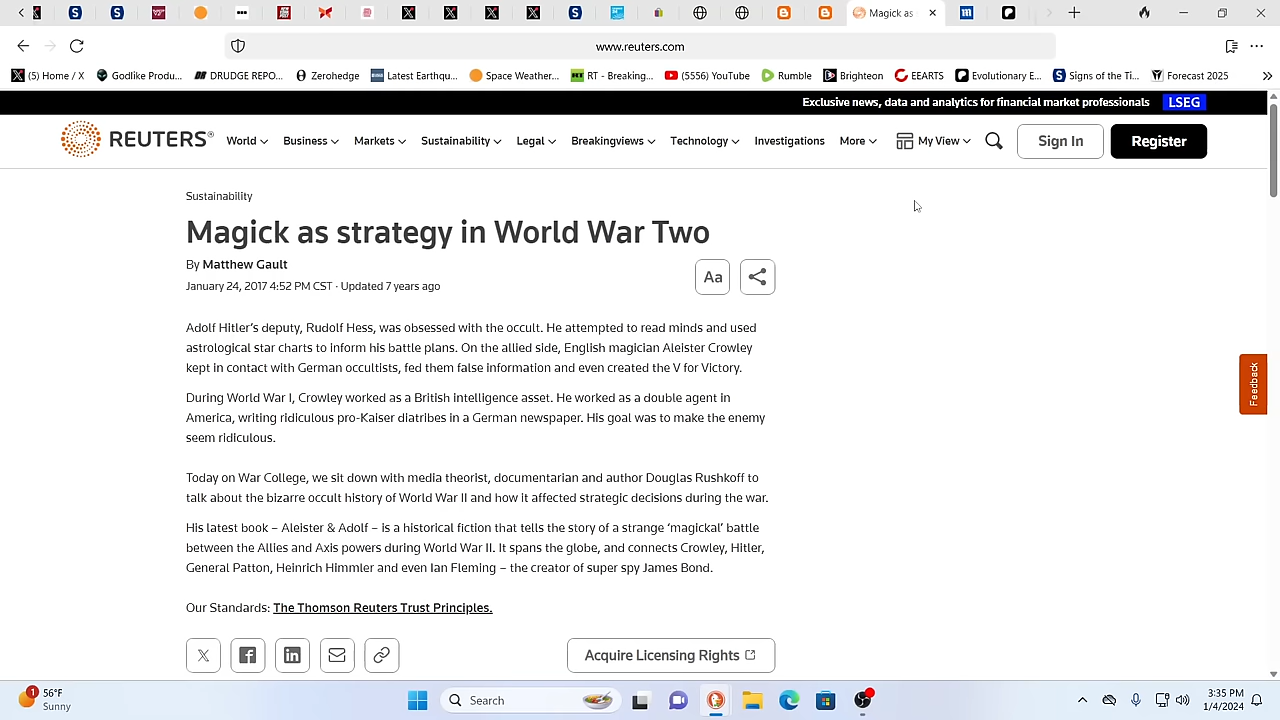 Magick as
www.reuters.com
(5) Home / X
Godlike Produ...
DRUDGE REPO...
Zerohedge
Latest Earthqu...
Space Weather...
RT - Breaking...
(5556) YouTube
Rumble
Brighteon
EEARTS
Evolutionary E...
Signs of the Ti...
Forecast 2025
Exclusive news, data and analytics for financial market professionals LSEG
REUTERS®
World
Business
Markets
Sustainability
Legal
Breakingviews
Technology
Investigations
More
My View
Sign In
Register
Sustainability
Magick as strategy in World War Two
By Matthew Gault
January 24, 2017 4:52 PM CST · Updated 7 years ago
Aa
Adolf Hitler's deputy, Rudolf Hess, was obsessed with the occult. He attempted to read minds and used
astrological star charts to inform his battle plans. On the allied side, English magician Aleister Crowley
kept in contact with German occultists, fed them false information and even created the V for Victory.
During World War I, Crowley worked as a British intelligence asset. He worked as a double agent in
America, writing ridiculous pro-Kaiser diatribes in a German newspaper. His goal was to make the enemy
seem ridiculous.
Today on War College, we sit down with media theorist, documentarian and author Douglas Rushkoff to
talk about the bizarre occult history of World War II and how it affected strategic decisions during the war.
His latest book – Aleister & Adolf – is a historical fiction that tells the story of a strange 'magickal' battle
between the Allies and Axis powers during World War II. It spans the globe, and connects Crowley, Hitler,
General Patton, Heinrich Himmler and even Ian Fleming – the creator of super spy James Bond.
Our Standards: The Thomson Reuters Trust Principles.
Acquire Licensing Rights
Feedback
1
56°F
Sunny
Search
3:35 PM
1/4/2024